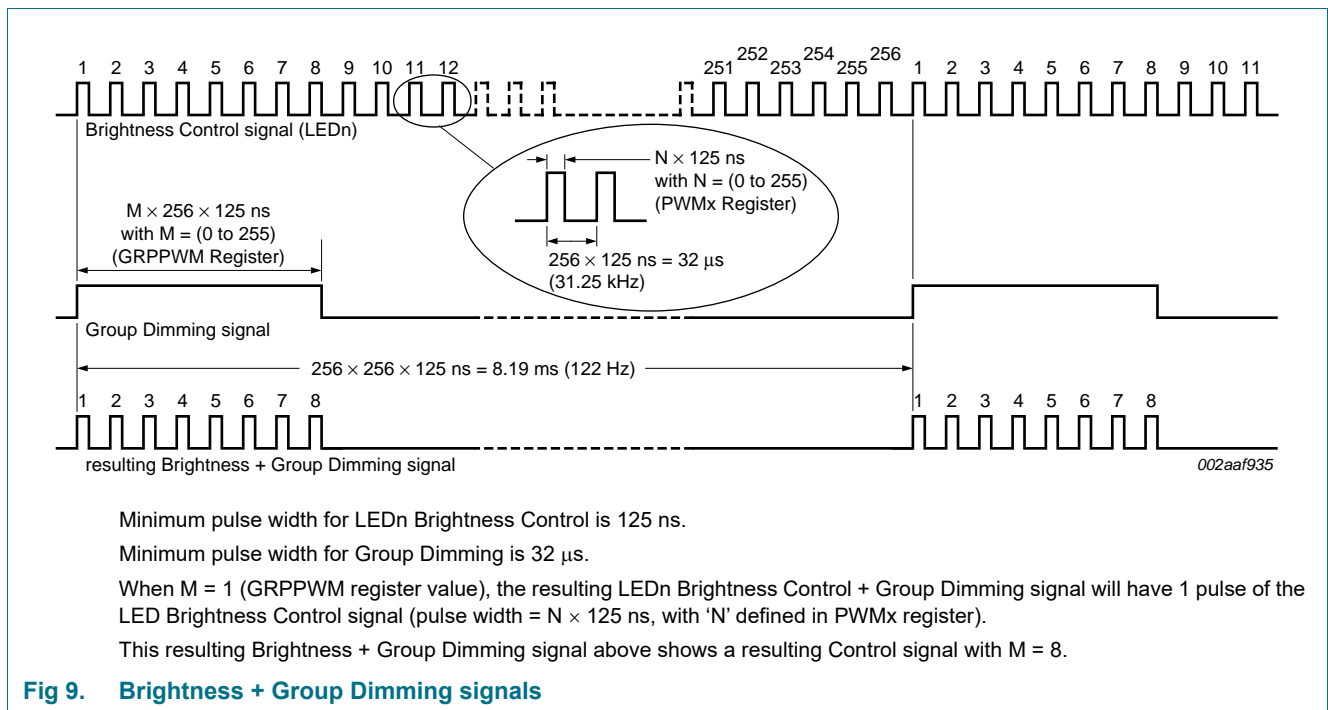 1 2 3 4 5 6 7 8 9 10 11 12 251 252 253 254 255 256 1 2 3 4 5 6 7 8 9 10 11
Brightness Control signal (LEDn)
N × 125 ns
with N = (0 to 255)
(PWMx Register)
256 × 125 ns = 32 μs
(31.25 kHz)
M × 256 × 125 ns
with M = (0 to 255)
(GRPPWM Register)
Group Dimming signal
256 × 256 × 125 ns = 8.19 ms (122 Hz)
1 2 3 4 5 6 7 8 1 2 3 4 5 6 7 8
resulting Brightness + Group Dimming signal
002aaf935
Minimum pulse width for LEDn Brightness Control is 125 ns.
Minimum pulse width for Group Dimming is 32 μs.
When M = 1 (GRPPWM register value), the resulting LEDn Brightness Control + Group Dimming signal will have 1 pulse of the
LED Brightness Control signal (pulse width = N × 125 ns, with ‘N’ defined in PWMx register).
This resulting Brightness + Group Dimming signal above shows a resulting Control signal with M = 8.
Fig 9. Brightness + Group Dimming signals